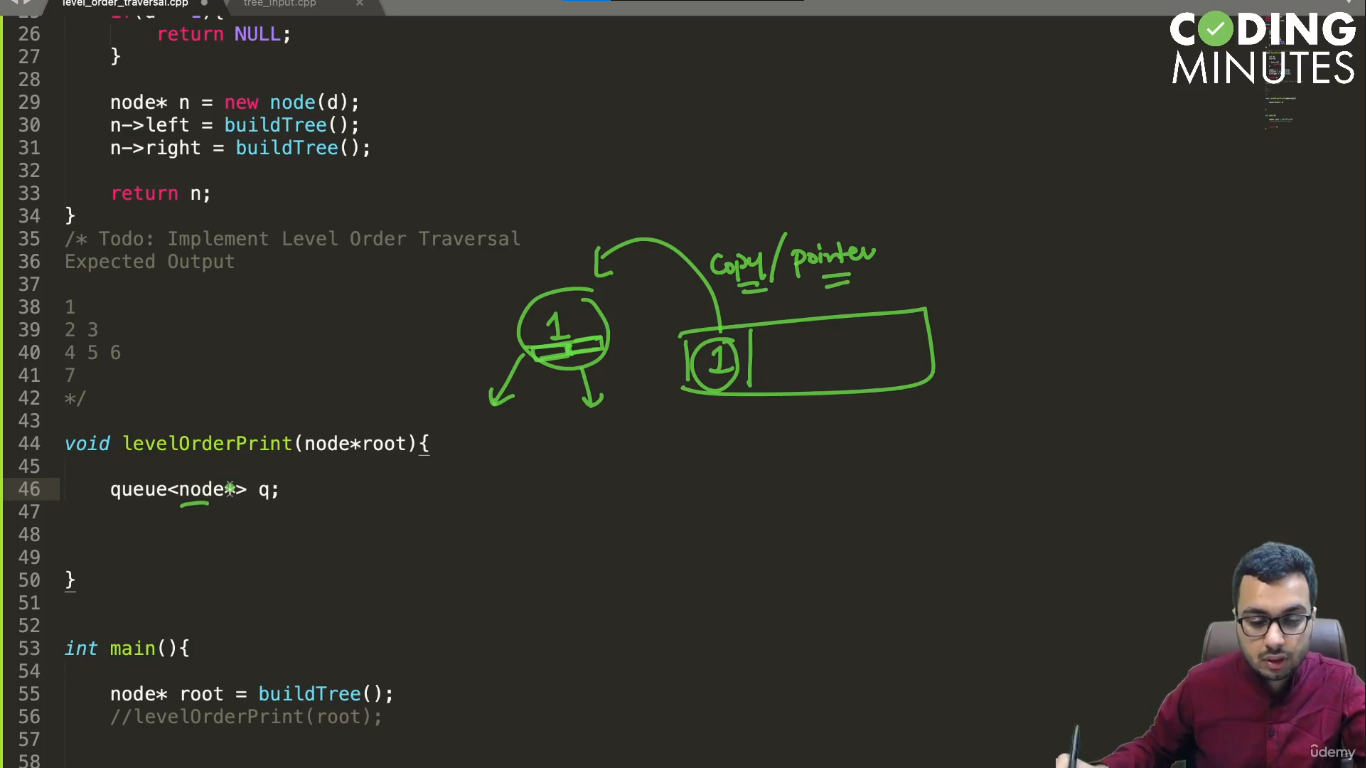 level_order_traversal.cpp tree_input.cpp
CODING
MINUTES
26 return NULL;
27 }
28
29 node* n = new node(d);
30 n->left = buildTree();
31 n->right = buildTree();
32
33 return n;
34 }
35 /* Todo: Implement Level Order Traversal
36 Expected Output
37
38 1
39 2 3
40 4 5 6
41 7
42 */
copy/pointer
1 1
43
44 void levelOrderPrint(node*root){
45
46 queue<node*> q;
47
48
49
50 }
51
52
53 int main(){
54
55 node* root = buildTree();
56 //levelOrderPrint(root);
57
58
ûdemy